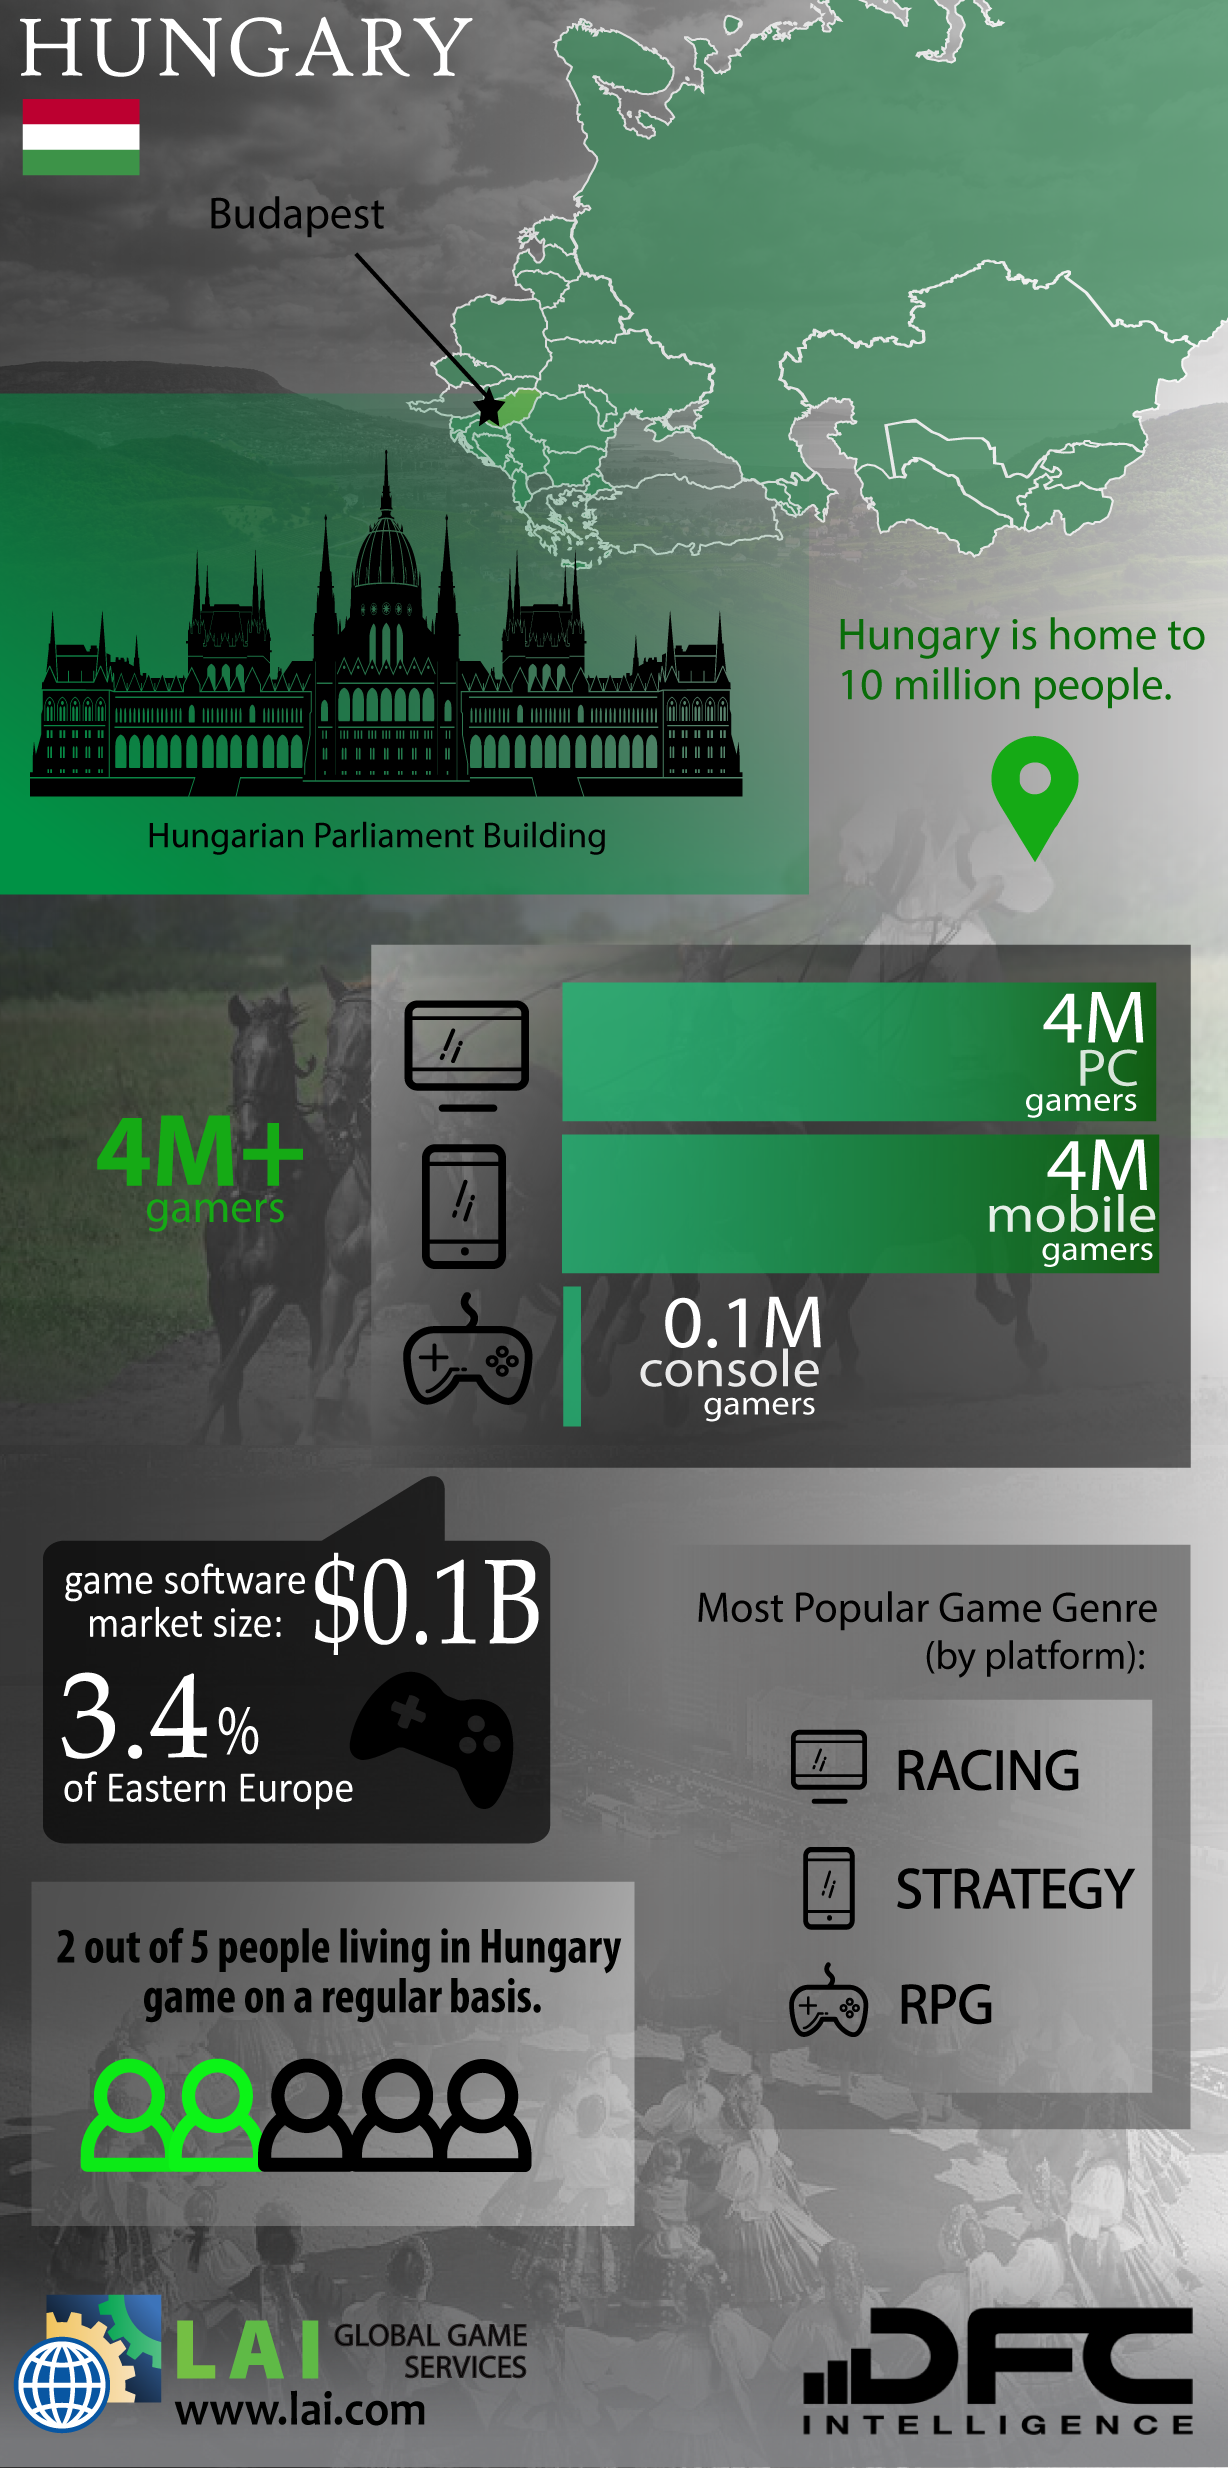 HUNGARY
Budapest
Hungarian Parliament Building
Hungary is home to
10 million people.
4M+
gamers
4M
PC
gamers
4M
mobile
gamers
0.1M
console
gamers
game software
market size:
$0.1B
3.4%
of Eastern Europe
Most Popular Game Genre
(by platform):
RACING
STRATEGY
RPG
2 out of 5 people living in Hungary
game on a regular basis.
LAI
GLOBAL GAME
SERVICES
www.lai.com
DFC
INTELLIGENCE